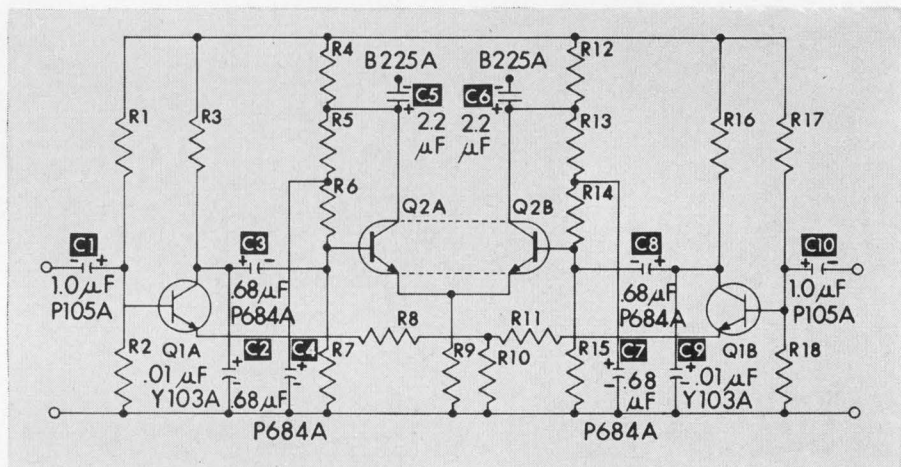 R4
B225A
B225A
R12
C5
C6
R1
R3
R5
2.2
μF
2.2
μF
R13
R16
R17
R6
R14
Q2A
Q2B
C1
C3
C8
C10
1.0μF
P105A
.68μF
P684A
.68μF
P684A
1.0μF
P105A
R8
R11
R2
Q1A
C2
C4
R7
R9
R10
R15
C7
C9
Q1B
R18
.01μF
Y103A
.68μF
.68
μF
.01μF
Y103A
P684A
P684A